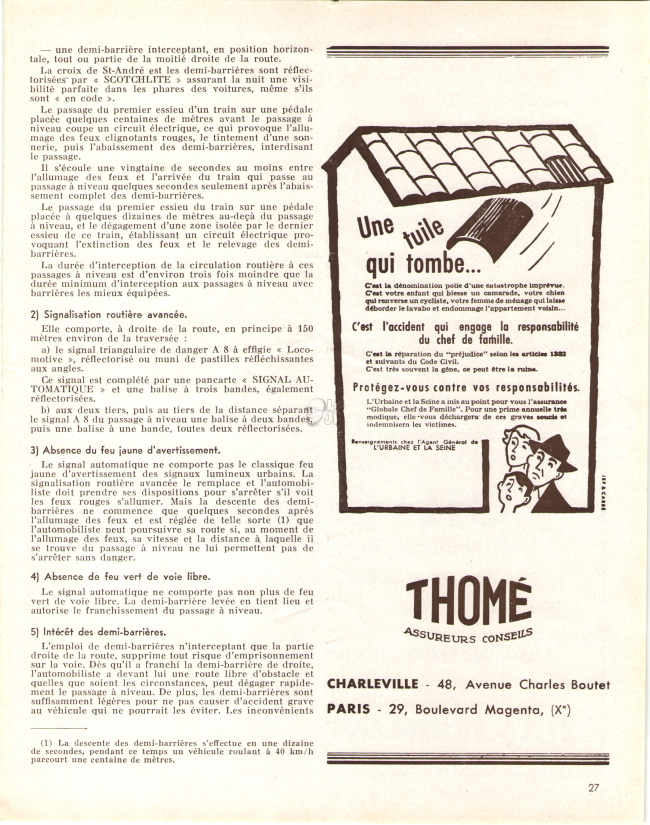 — une demi-barrière interceptant, en position horizon-
tale, tout ou partie de la moitié droite de la route.
La croix de St-André est les demi-barrières sont réflec-
torisées par « SCOTCHLITE » assurant la nuit une visi-
bilité parfaite dans les phares des voitures, même s'ils
sont « en code ».
Le passage du premier essieu d'un train sur une pédale
placée quelques centaines de mètres avant le passage à
niveau coupe un circuit électrique, ce qui provoque l'allu-
mage des feux clignotants rouges, le tintement d'une son-
nerie, puis l'abaissement des demi-barrières, interdisant
le passage.
Il s'écoule une vingtaine de secondes au moins entre
l'allumage des feux et l'arrivée du train qui passe au
passage à niveau quelques secondes seulement après l'abais-
sement complet des demi-barrières.
Le passage du premier essieu du train sur une pédale
placée à quelques dizaines de mètres au-deçà du passage
à niveau, et le dégagement d'une zone isolée par le dernier
essieu de ce train, établissant un circuit électrique pro-
voquant l'extinction des feux et le relevage des demi-
barrières.
La durée d'interception de la circulation routière à ces
passages à niveau est d'environ trois fois moindre que la
durée minimum d'interception aux passages à niveau avec
barrières les mieux équipées.
2) Signalisation routière avancée.
Elle comporte, à droite de la route, en principe à 150
mètres environ de la traversée :
a) le signal triangulaire de danger A 8 à effigie « Loco-
motive », réflectorisé ou muni de pastilles réfléchissantes
aux angles.
Ce signal est complété par une pancarte « SIGNAL AU-
TOMATIQUE » et une balise à trois bandes, également
réflectorisées.
b) aux deux tiers, puis au tiers de la distance séparant
le signal A 8 du passage à niveau une balise à deux bandes,
puis une balise à une bande, toutes deux réflectorisées.
3) Absence du feu jaune d'avertissement.
Le signal automatique ne comporte pas le classique feu
jaune d'avertissement des signaux lumineux urbains. La
signalisation routière avancée le remplace et l'automobi-
liste doit prendre ses dispositions pour s'arrêter s'il voit
les feux rouges s'allumer. Mais la descente des demi-
barrières ne commence que quelques secondes après
l'allumage des feux et est réglée de telle sorte (1) que
l'automobiliste peut poursuivre sa route si, au moment de
l'allumage des feux, sa vitesse et la distance à laquelle il
se trouve du passage à niveau ne lui permettent pas de
s'arrêter sans danger.
4) Absence de feu vert de voie libre.
Le signal automatique ne comporte pas non plus de feu
vert de voie libre. La demi-barrière levée en tient lieu et
autorise le franchissement du passage à niveau.
5) Intérêt des demi-barrières.
L'emploi de demi-barrières n'interceptant que la partie
droite de la route, supprime tout risque d'emprisonnement
sur la voie. Dès qu'il a franchi la demi-barrière de droite,
l'automobiliste a devant lui une route libre d'obstacle et
quelles que soient les circonstances, peut dégager rapide-
ment le passage à niveau. De plus, les demi-barrières sont
suffisamment légères pour ne pas causer d'accident grave
au véhicule qui ne pourrait les éviter. Les inconvénients
(1) La descente des demi-barrières s'effectue en une dizaine
de secondes, pendant ce temps un véhicule roulant à 40 km/h
parcourt une centaine de mètres.
Une tuile
qui tombe...
C'est la dénomination polie d'une catastrophe imprévue.
C'est votre enfant qui blesse un camarade, votre chien
qui renverse un cycliste, votre femme de ménage qui laisse
déborder le lavabo et endommage l'appartement voisin...
C'est l'accident qui engage la responsabilité
du chef de famille.
C'est la réparation du "préjudice" selon les articles 1382
et suivants du Code Civil.
C'est très souvent la gêne, ce peut être la ruine.
Protégez-vous contre vos responsabilités.
L'Urbaine et la Seine a mis au point pour vous l'assurance
"Globale Chef de Famille". Pour une prime annuelle très
modique, elle vous déchargera de ces graves soucis et
indemnisera les victimes.
Renseignements chez l'Agent Général de
L'URBAINE ET LA SEINE
THOMÉ
ASSUREURS CONSEILS
CHARLEVILLE - 48, Avenue Charles Boutet
PARIS - 29, Boulevard Magenta, (X°)
27